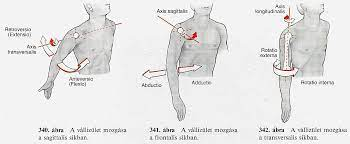 Retroversio
(Extensio)
Axis
transversalis
Anteversio
(Flexio)
Axis sagittalis
Abductio
Adductio
Axis
longitudinalis
Rotatio
externa
Rotatio interna
340. ábra A vállízület mozgása
a sagittalis síkban.
341. ábra A vállízület mozgása
a frontalis síkban.
342. ábra A vállízület mozgása
a transversalis síkban.